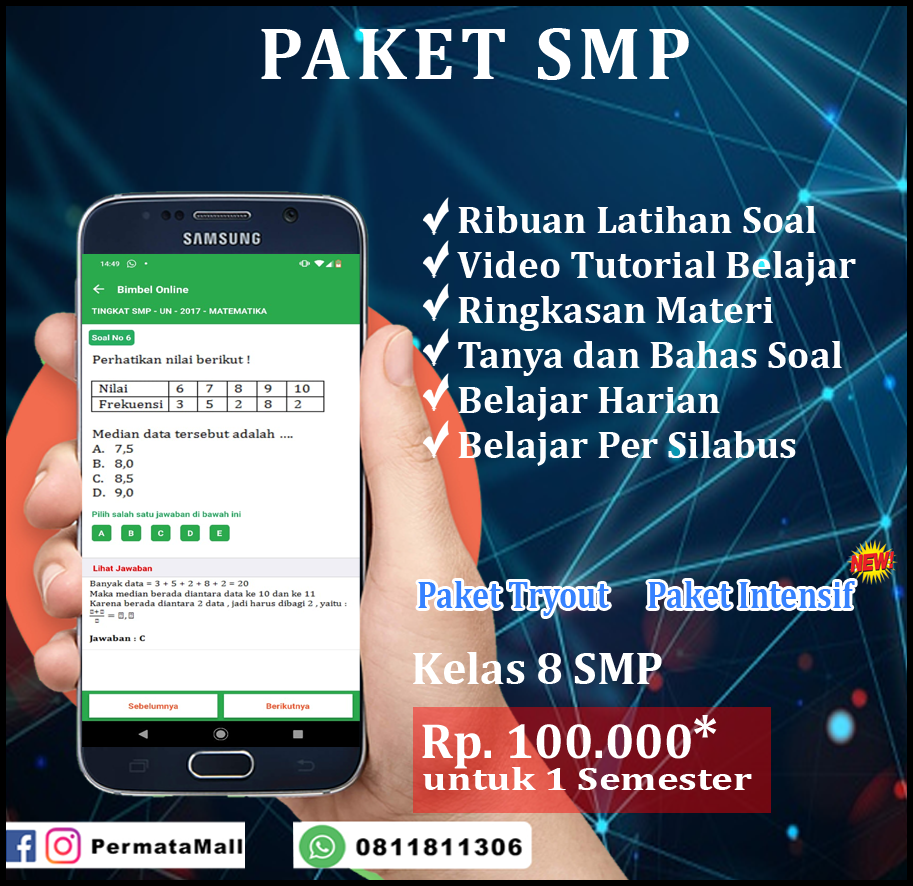 PAKET SMP
SAMSUNG
14:49
Bimbel Online
TINGKAT SMP - UN - 2017 - MATEMATIKA
Soal No 6
Perhatikan nilai berikut !
Nilai 6 7 8 9 10
Frekuensi 3 5 2 8 2
Median data tersebut adalah ....
A. 7,5
B. 8,0
C. 8,5
D. 9,0
Pilih salah satu jawaban di bawah ini
A B C D E
Lihat Jawaban
Banyak data = 3 + 5 + 2 + 8 + 2 = 20
Maka median berada diantara data ke 10 dan ke 11
Karena berada diantara 2 data , jadi harus dibagi 2 , yaitu :
Jawaban : C
Sebelumnya Berikutnya
Ribuan Latihan Soal
Video Tutorial Belajar
Ringkasan Materi
Tanya dan Bahas Soal
Belajar Harian
Belajar Per Silabus
NEW!
Paket Tryout Paket Intensif
Kelas 8 SMP
Rp. 100.000*
untuk 1 Semester
PermataMall
0811811306